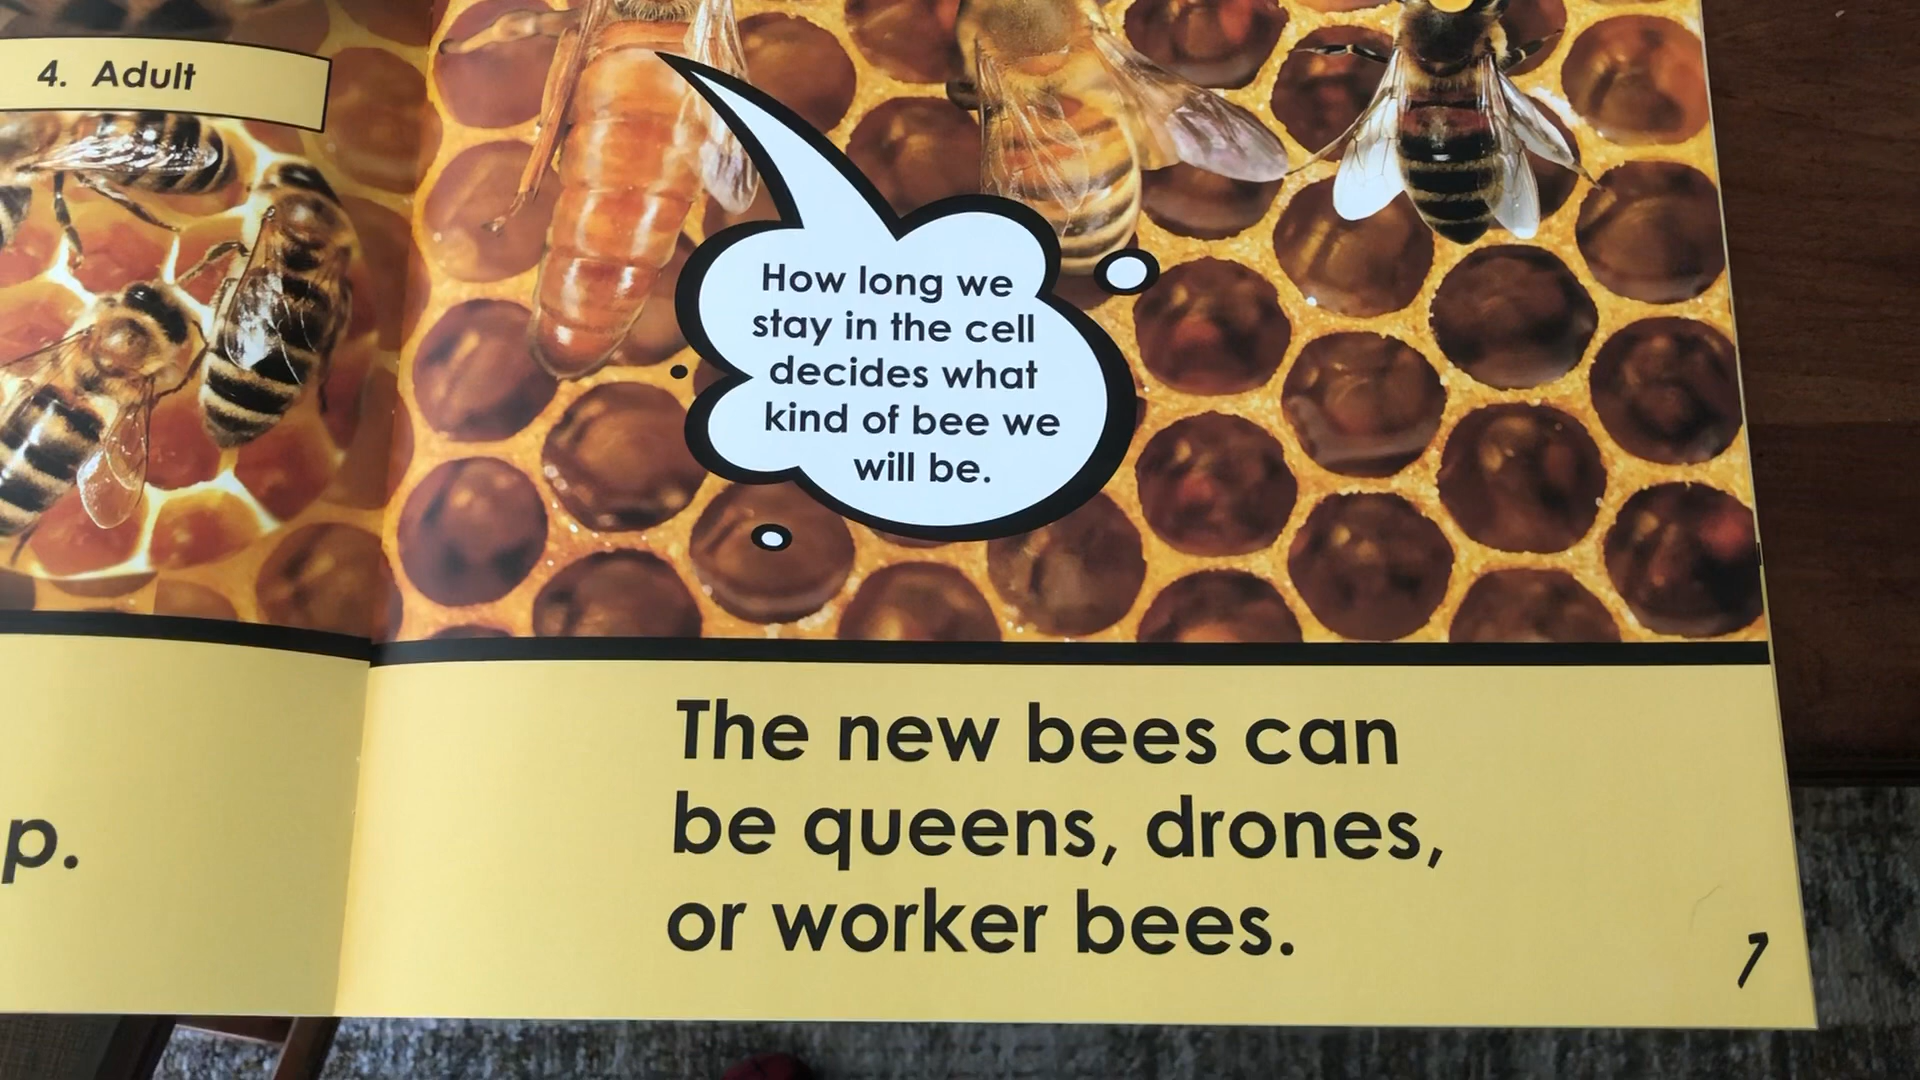 4. Adult
How long we
stay in the cell
decides what
kind of bee we
will be.
p.
The new bees can
be queens, drones,
or worker bees.
7